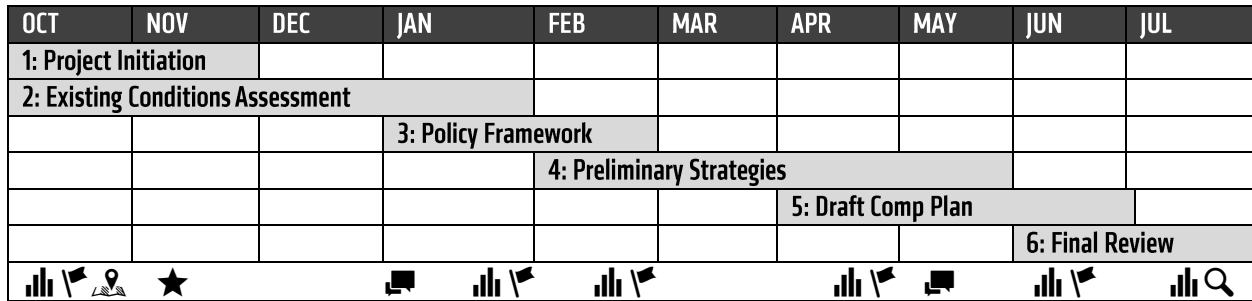 OCT NOV DEC JAN FEB MAR APR MAY JUN JUL
1: Project Initiation
2: Existing Conditions Assessment
3: Policy Framework
4: Preliminary Strategies
5: Draft Comp Plan
6: Final Review